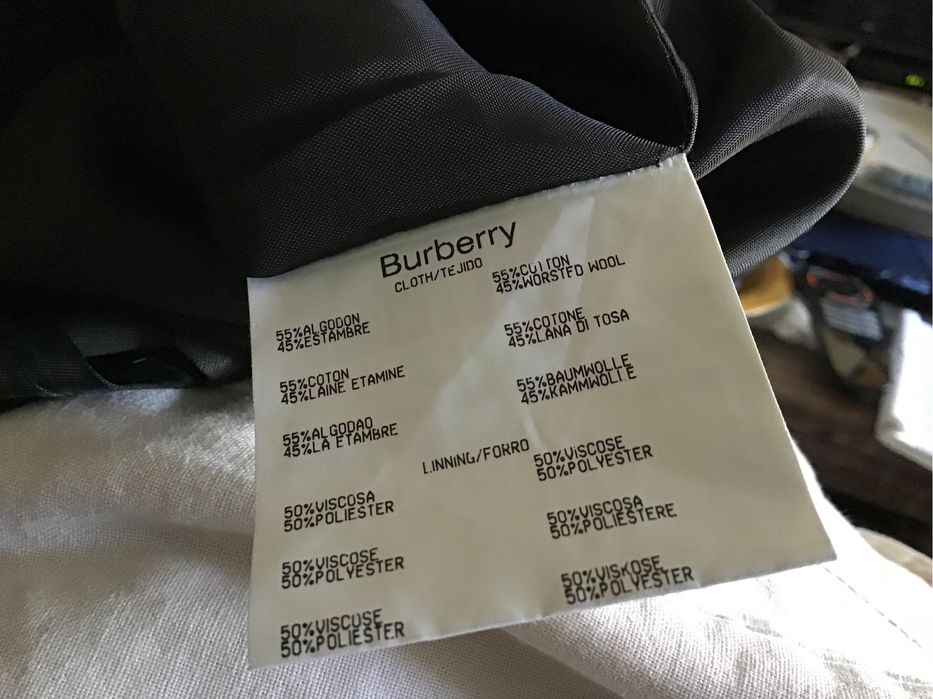 Burberry
CLOTH/TEJIDO
55%COTTON
45%WORSTED WOOL
55%ALGODON
45%ESTAMBRE
55%COTONE
45%LANA DI TOSA
55%COTON
45%LAINE ETAMINE
55%BAUMWOLLE
45%KAMMWOLLE
55%ALGODAO
45%LA ETAMBRE
LINNING/FORRO
50%VISCOSE
50%POLYESTER
50%VISCOSA
50%POLIESTER
50%VISCOSA
50%POLIESTERE
50%VISCOSE
50%POLYESTER
50%VISKOSE
50%POLYESTER
50%VISCOSE
50%POLIESTER